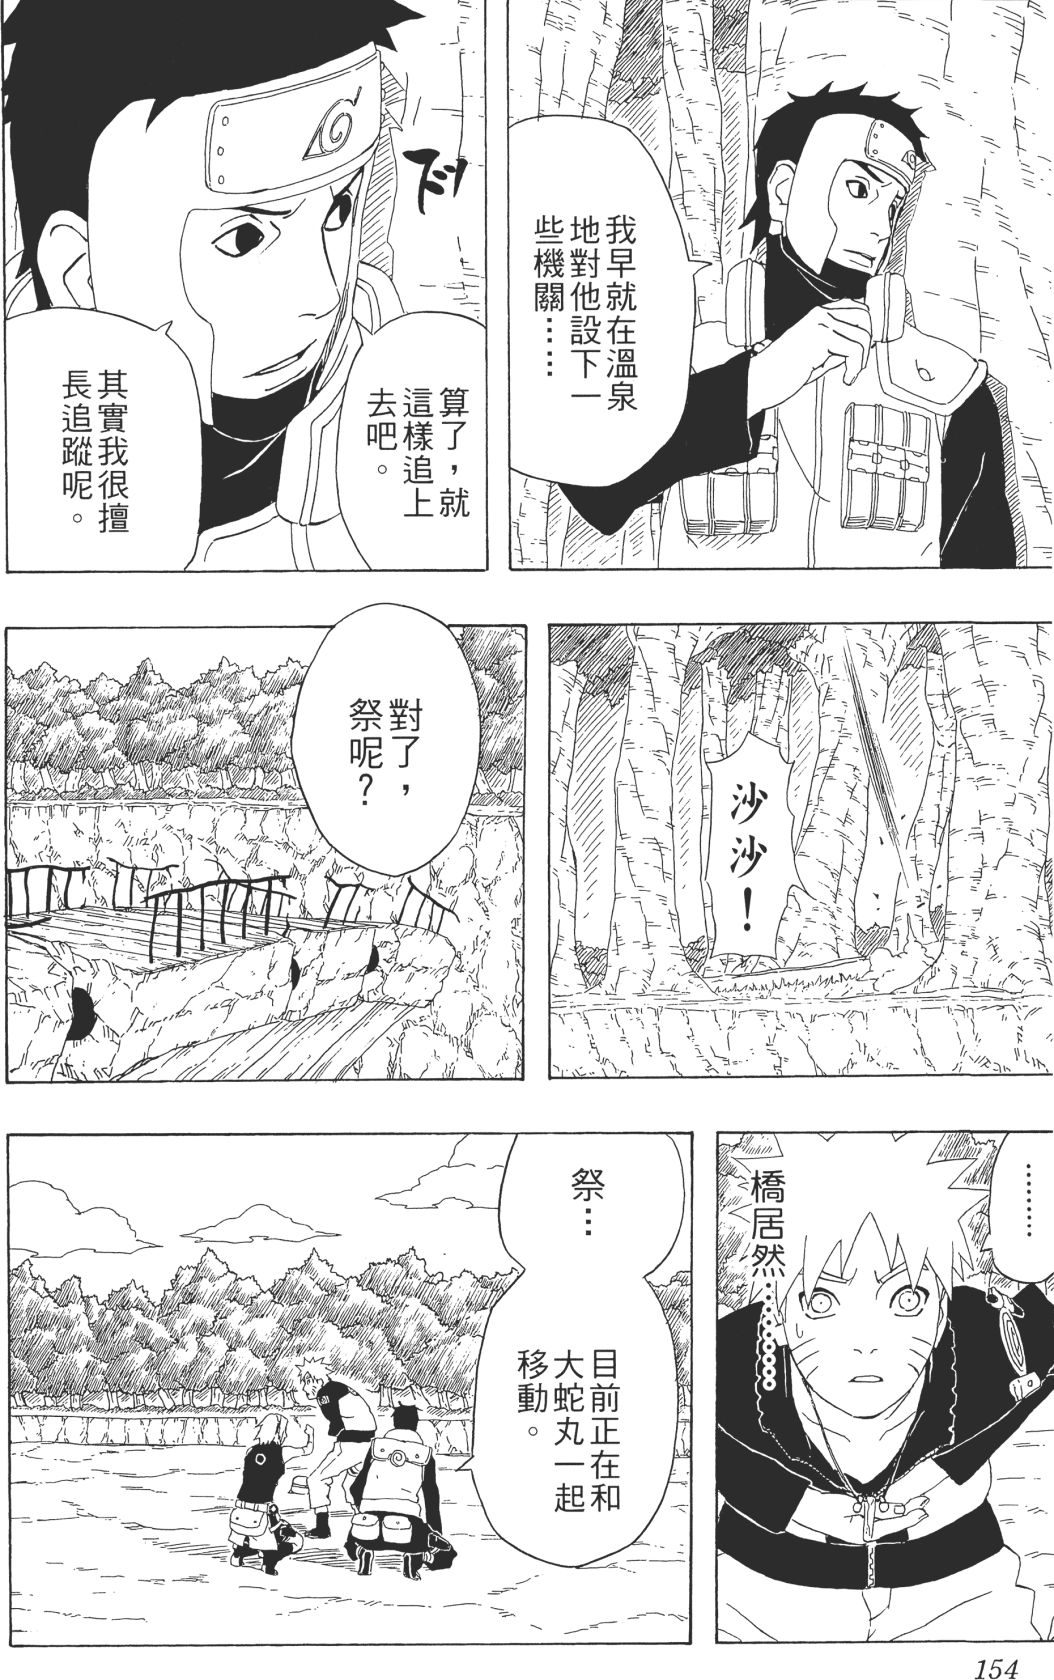 我早就在溫泉
地對他設下一
些機關……
ド
算了，就
這樣追上
去吧。
其實我很擅
長追蹤呢。
沙沙！
對了，
祭呢？
………
橋居然………
祭…
目前正在和
大蛇丸一起
移動。
154